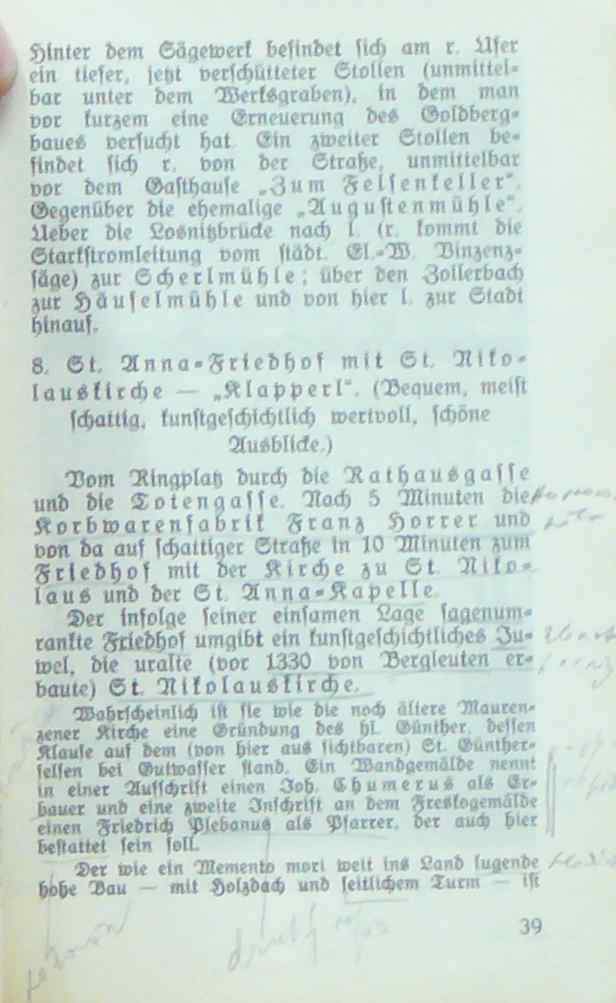 Hinter dem Sägewerk befindet sich am r. Ufer
ein tiefer, jetzt verschütteter Stollen (unmittel-
bar unter dem Werksgraben), in dem man
vor kurzem eine Erneuerung des Goldberg-
baues versucht hat. Ein zweiter Stollen be-
findet sich r. von der Straße, unmittelbar
vor dem Gasthause „Zum Felsenkeller“.
Gegenüber die ehemalige „Augustenmühle“.
Ueber die Losnitzbrücke nach l. (r. kommt die
Starkstromleitung vom städt. El.-W. Vinzenz-
säge) zur Scherlmühle; über den Zollerbach
zur Häuselmühle und von hier l. zur Stadt
hinauf.
8. St. Anna-Friedhof mit St. Niko-
lauskirche — „Klapperl“. (Bequem, meist
schattig, kunstgeschichtlich wertvoll, schöne
Ausblicke.)
Vom Ringplatz durch die Rathausgasse
und die Totengasse. Nach 5 Minuten die
Korbwarenfabrik Franz Horrer und
von da auf schattiger Straße in 10 Minuten zum
Friedhof mit der Kirche zu St. Niko-
laus und der St. Anna-Kapelle.
Der infolge seiner einsamen Lage sagenum-
rankte Friedhof umgibt ein kunstgeschichtliches Ju-
wel, die uralte (vor 1330 von Bergleuten er-
baute) St. Nikolauskirche.
Wahrscheinlich ist sie wie die noch ältere Mauren-
zener Kirche eine Gründung des hl. Günther, dessen
Klause auf dem (von hier aus sichtbaren) St. Günther-
felsen bei Gutwasser stand. Ein Wandgemälde nennt
in einer Aufschrift einen Joh. Chumerus als Er-
bauer und eine zweite Inschrift an dem Freskogemälde
einen Friedrich Plebanus als Pfarrer, der auch hier
bestattet sein soll.
Der wie ein Memento mori weit ins Land lugende
hohe Bau — mit Holzdach und seitlichem Turm — ist
39